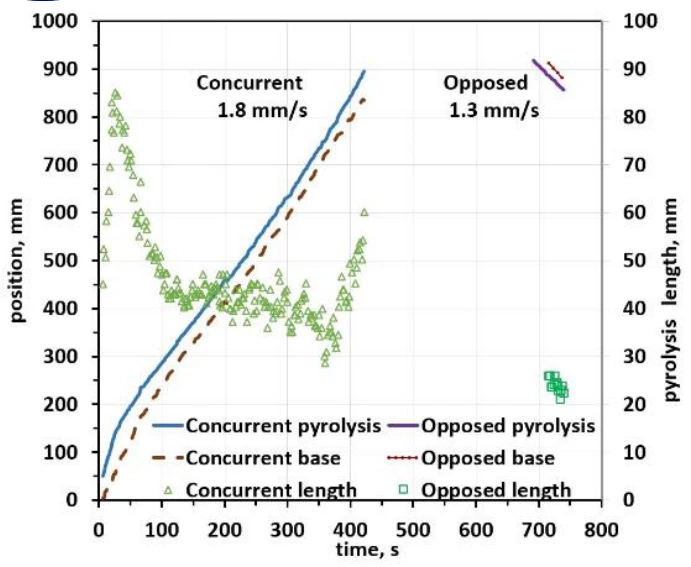 1000
900
800
700
600
500
400
300
200
100
0
position, mm
Concurrent
1.8 mm/s
Opposed
1.3 mm/s
Concurrent pyrolysis
Opposed pyrolysis
Concurrent base
Opposed base
Concurrent length
Opposed length
100
90
80
70
60
50
40
30
20
10
0
pyrolysis length, mm
0 100 200 300 400 500 600 700 800
time, s